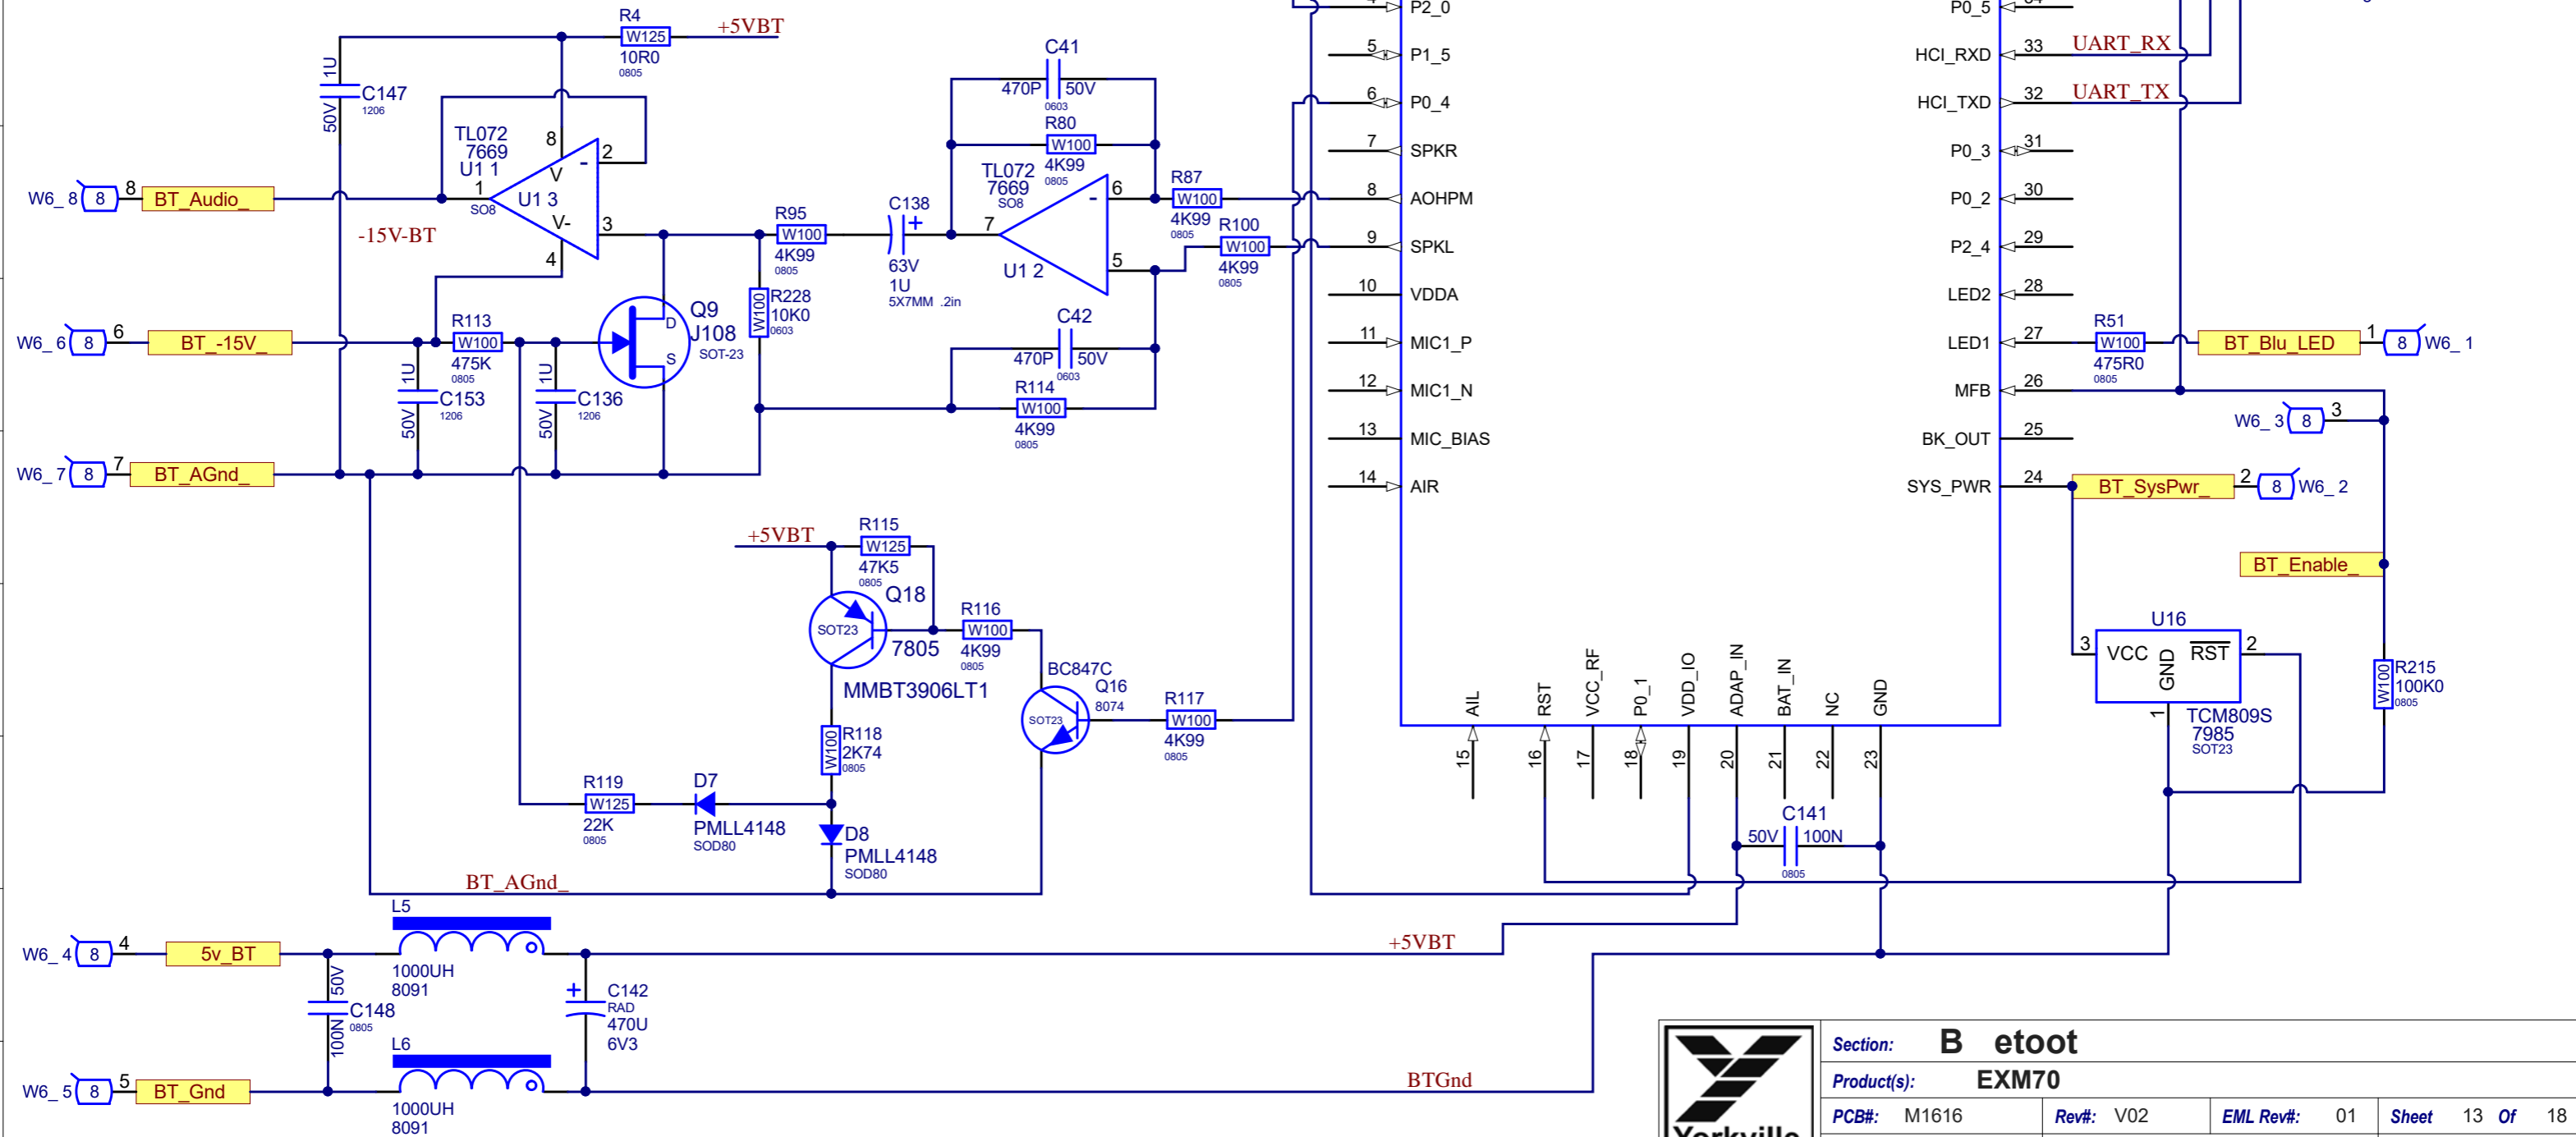 R4
W125
10R0
0805
+5VBT
1U
C147
1206
50V
TL072
7669
U1 1
8
V
-
2
1
SO8
U1 3
V-
3
4
W6_ 8
8
8
BT_Audio_
-15V-BT
W6_ 6
8
6
BT_-15V_
R113
W100
475K
0805
1U
C153
1206
50V
1U
C136
1206
50V
Q9
J108
SOT-23
D
S
W6_ 7
8
7
BT_AGnd_
R95
W100
4K99
0805
R228
W100
10K0
0603
C138
+
63V
1U
5X7MM .2in
C41
470P
50V
0603
R80
W100
4K99
0805
TL072
7669
SO8
-
6
7
5
U1 2
R87
W100
4K99
0805
R100
W100
4K99
0805
C42
470P
50V
0603
R114
W100
4K99
0805
+5VBT
R115
W125
47K5
0805
Q18
SOT23
7805
MMBT3906LT1
R116
W100
4K99
0805
BC847C
Q16
8074
SOT23
R117
W100
4K99
0805
R118
W100
2K74
0805
R119
W125
22K
0805
D7
PMLL4148
SOD80
D8
PMLL4148
SOD80
BT_AGnd_
P2_0
5
P1_5
6
P0_4
7
SPKR
8
AOHPM
9
SPKL
10
VDDA
11
MIC1_P
12
MIC1_N
13
MIC_BIAS
14
AIR
P0_5
HCI_RXD
33
UART_RX
HCI_TXD
32
UART_TX
P0_3
31
P0_2
30
P2_4
29
LED2
28
LED1
27
R51
W100
475R0
0805
BT_Blu_LED
1
8
W6_ 1
MFB
26
W6_ 3
8
3
BK_OUT
25
SYS_PWR
24
BT_SysPwr_
2
8
W6_ 2
BT_Enable_
U16
3
VCC
GND
RST
2
1
TCM809S
7985
SOT23
R215
W100
100K0
0805
AIL
RST
VCC_RF
P0_1
VDD_IO
ADAP_IN
BAT_IN
NC
GND
15
16
17
18
19
20
21
22
23
C141
50V
100N
0805
W6_ 4
8
4
5v_BT
L5
1000UH
8091
+5VBT
50V
C148
0805
100N
+
C142
RAD
470U
6V3
L6
1000UH
8091
W6_ 5
8
5
BT_Gnd
BTGnd
Yorkville
Section: B etoot
Product(s): EXM70
PCB#: M1616 Rev#: V02 EML Rev#: 01 Sheet 13 Of 18